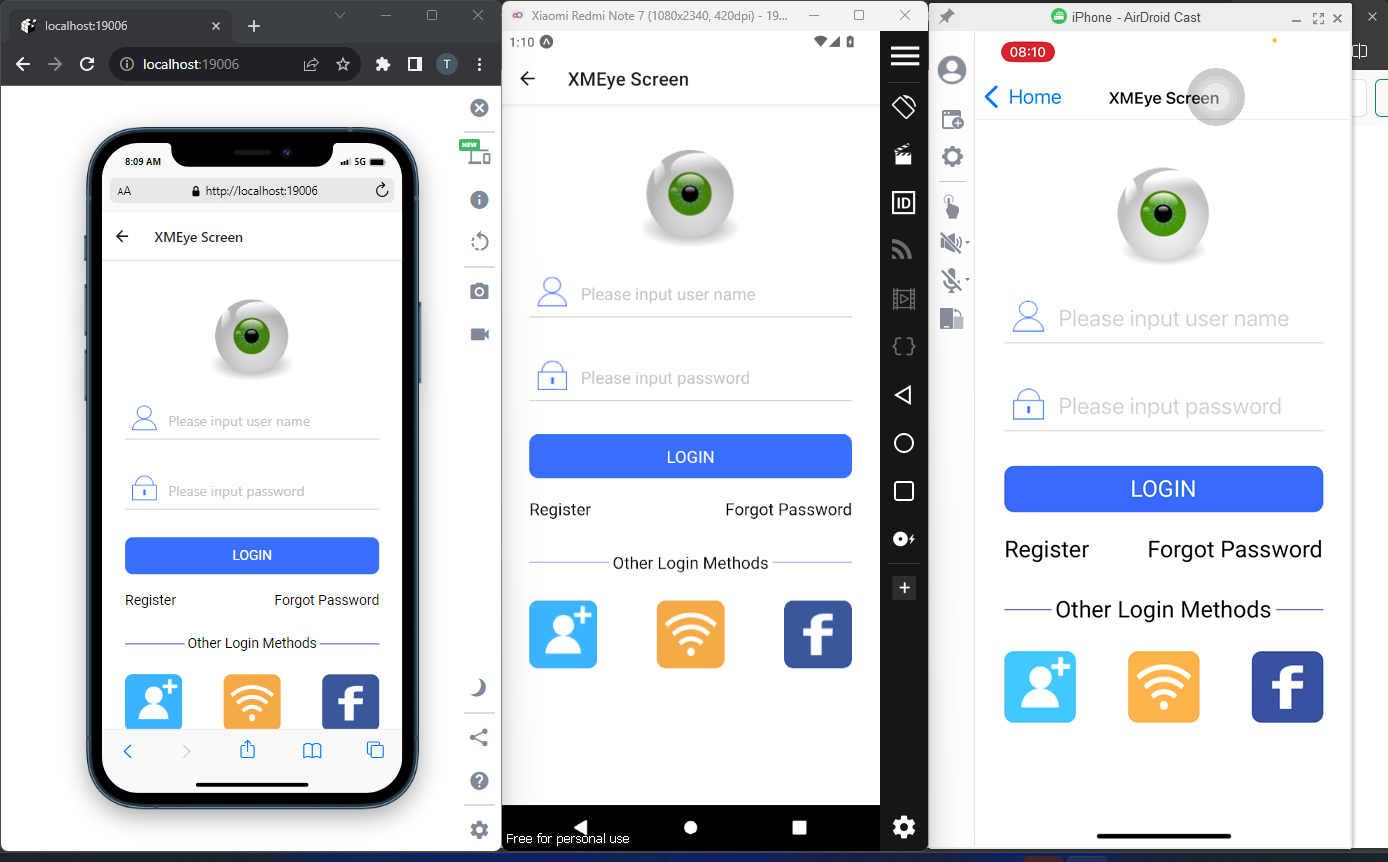 localhost:19006
localhost:19006
T
NEW
8:09 AM
5G
AA
http://localhost:19006
XMEye Screen
Please input user name
Please input password
LOGIN
Register
Forgot Password
Other Login Methods
Xiaomi Redmi Note 7 (1080x2340, 420dpi) - 19...
1:10
XMEye Screen
Please input user name
Please input password
LOGIN
Register
Forgot Password
Other Login Methods
Free for personal use
ID
iPhone - AirDroid Cast
08:10
Home
XMEye Screen
Please input user name
Please input password
LOGIN
Register
Forgot Password
Other Login Methods